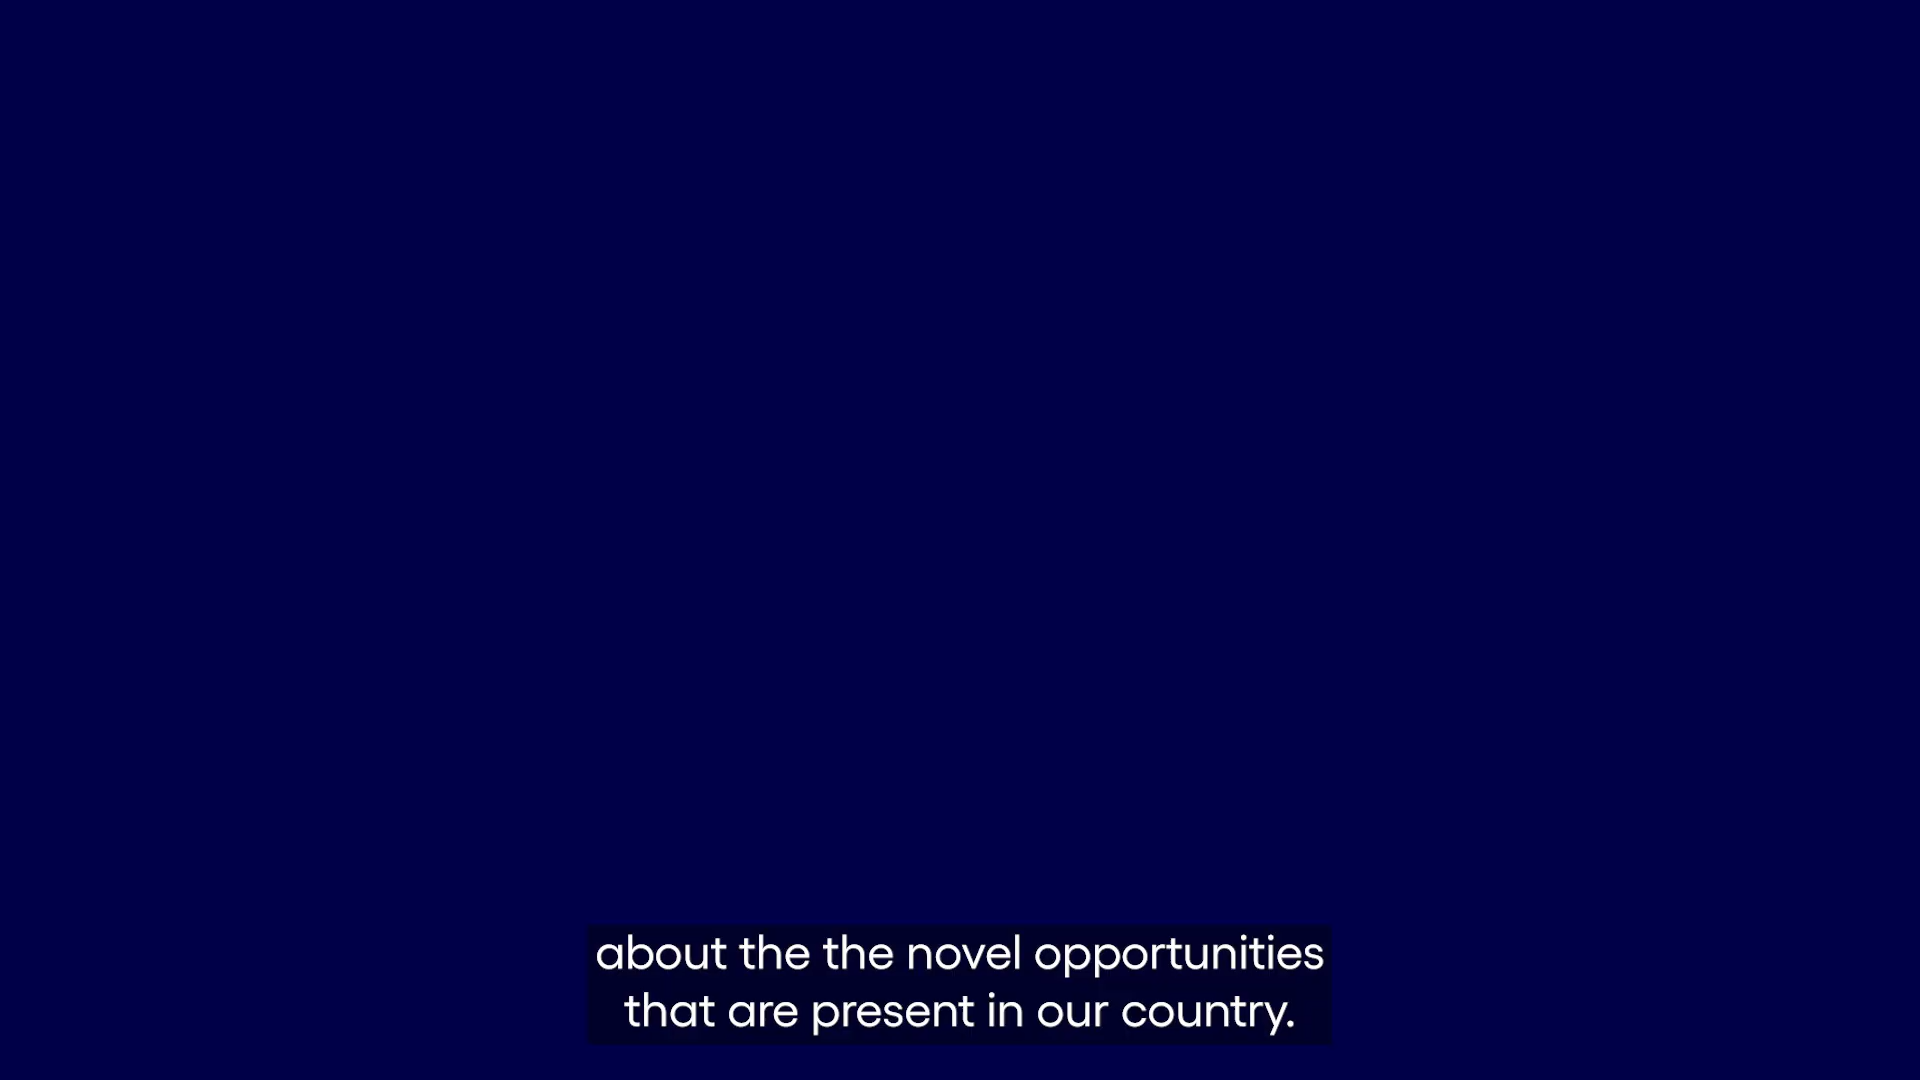 about the the novel opportunities
that are present in our country.